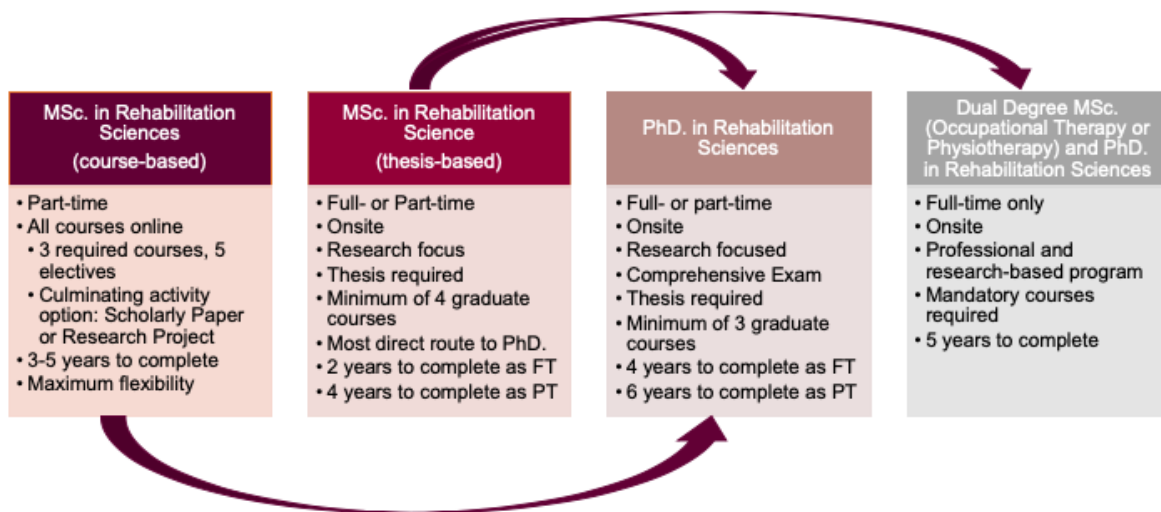 MSc. in Rehabilitation
Sciences
(course-based)
• Part-time
• All courses online
• 3 required courses, 5
electives
• Culminating activity
option: Scholarly Paper
or Research Project
• 3-5 years to complete
• Maximum flexibility
MSc. in Rehabilitation
Science
(thesis-based)
• Full- or Part-time
• Onsite
• Research focus
• Thesis required
• Minimum of 4 graduate
courses
• Most direct route to PhD.
• 2 years to complete as FT
• 4 years to complete as PT
PhD. in Rehabilitation
Sciences
• Full- or part-time
• Onsite
• Research focused
• Comprehensive Exam
• Thesis required
• Minimum of 3 graduate
courses
• 4 years to complete as FT
• 6 years to complete as PT
Dual Degree MSc.
(Occupational Therapy or
Physiotherapy) and PhD.
in Rehabilitation Sciences
• Full-time only
• Onsite
• Professional and
research-based program
• Mandatory courses
required
• 5 years to complete